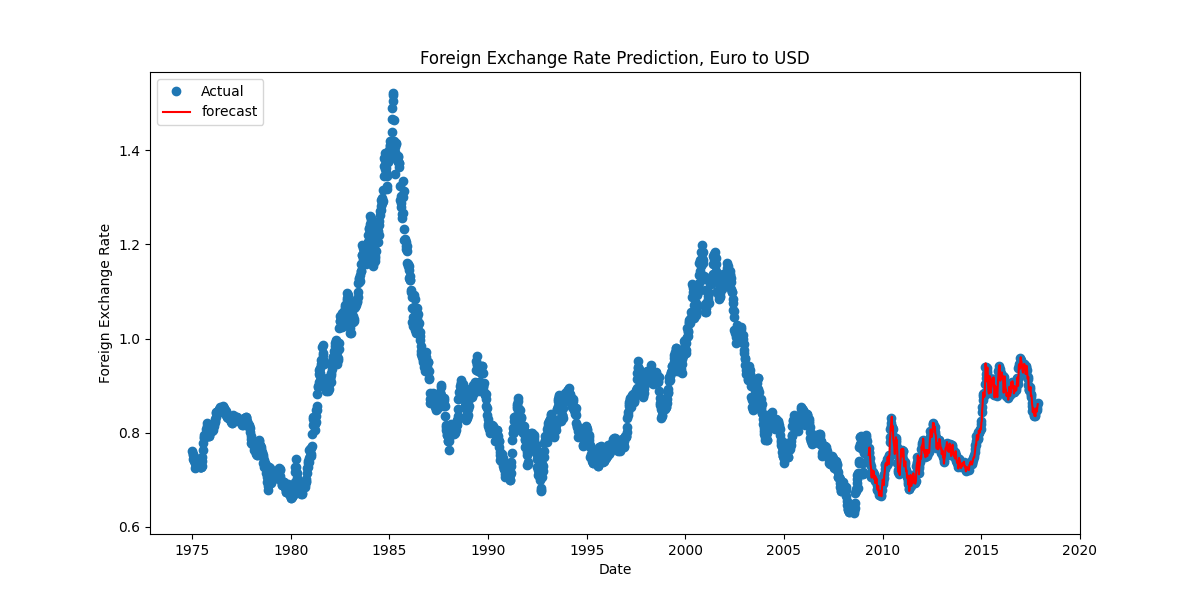 Foreign Exchange Rate Prediction, Euro to USD
Actual
forecast
Foreign Exchange Rate
1.4
1.2
1.0
0.8
0.6
1975 1980 1985 1990 1995 2000 2005 2010 2015 2020
Date